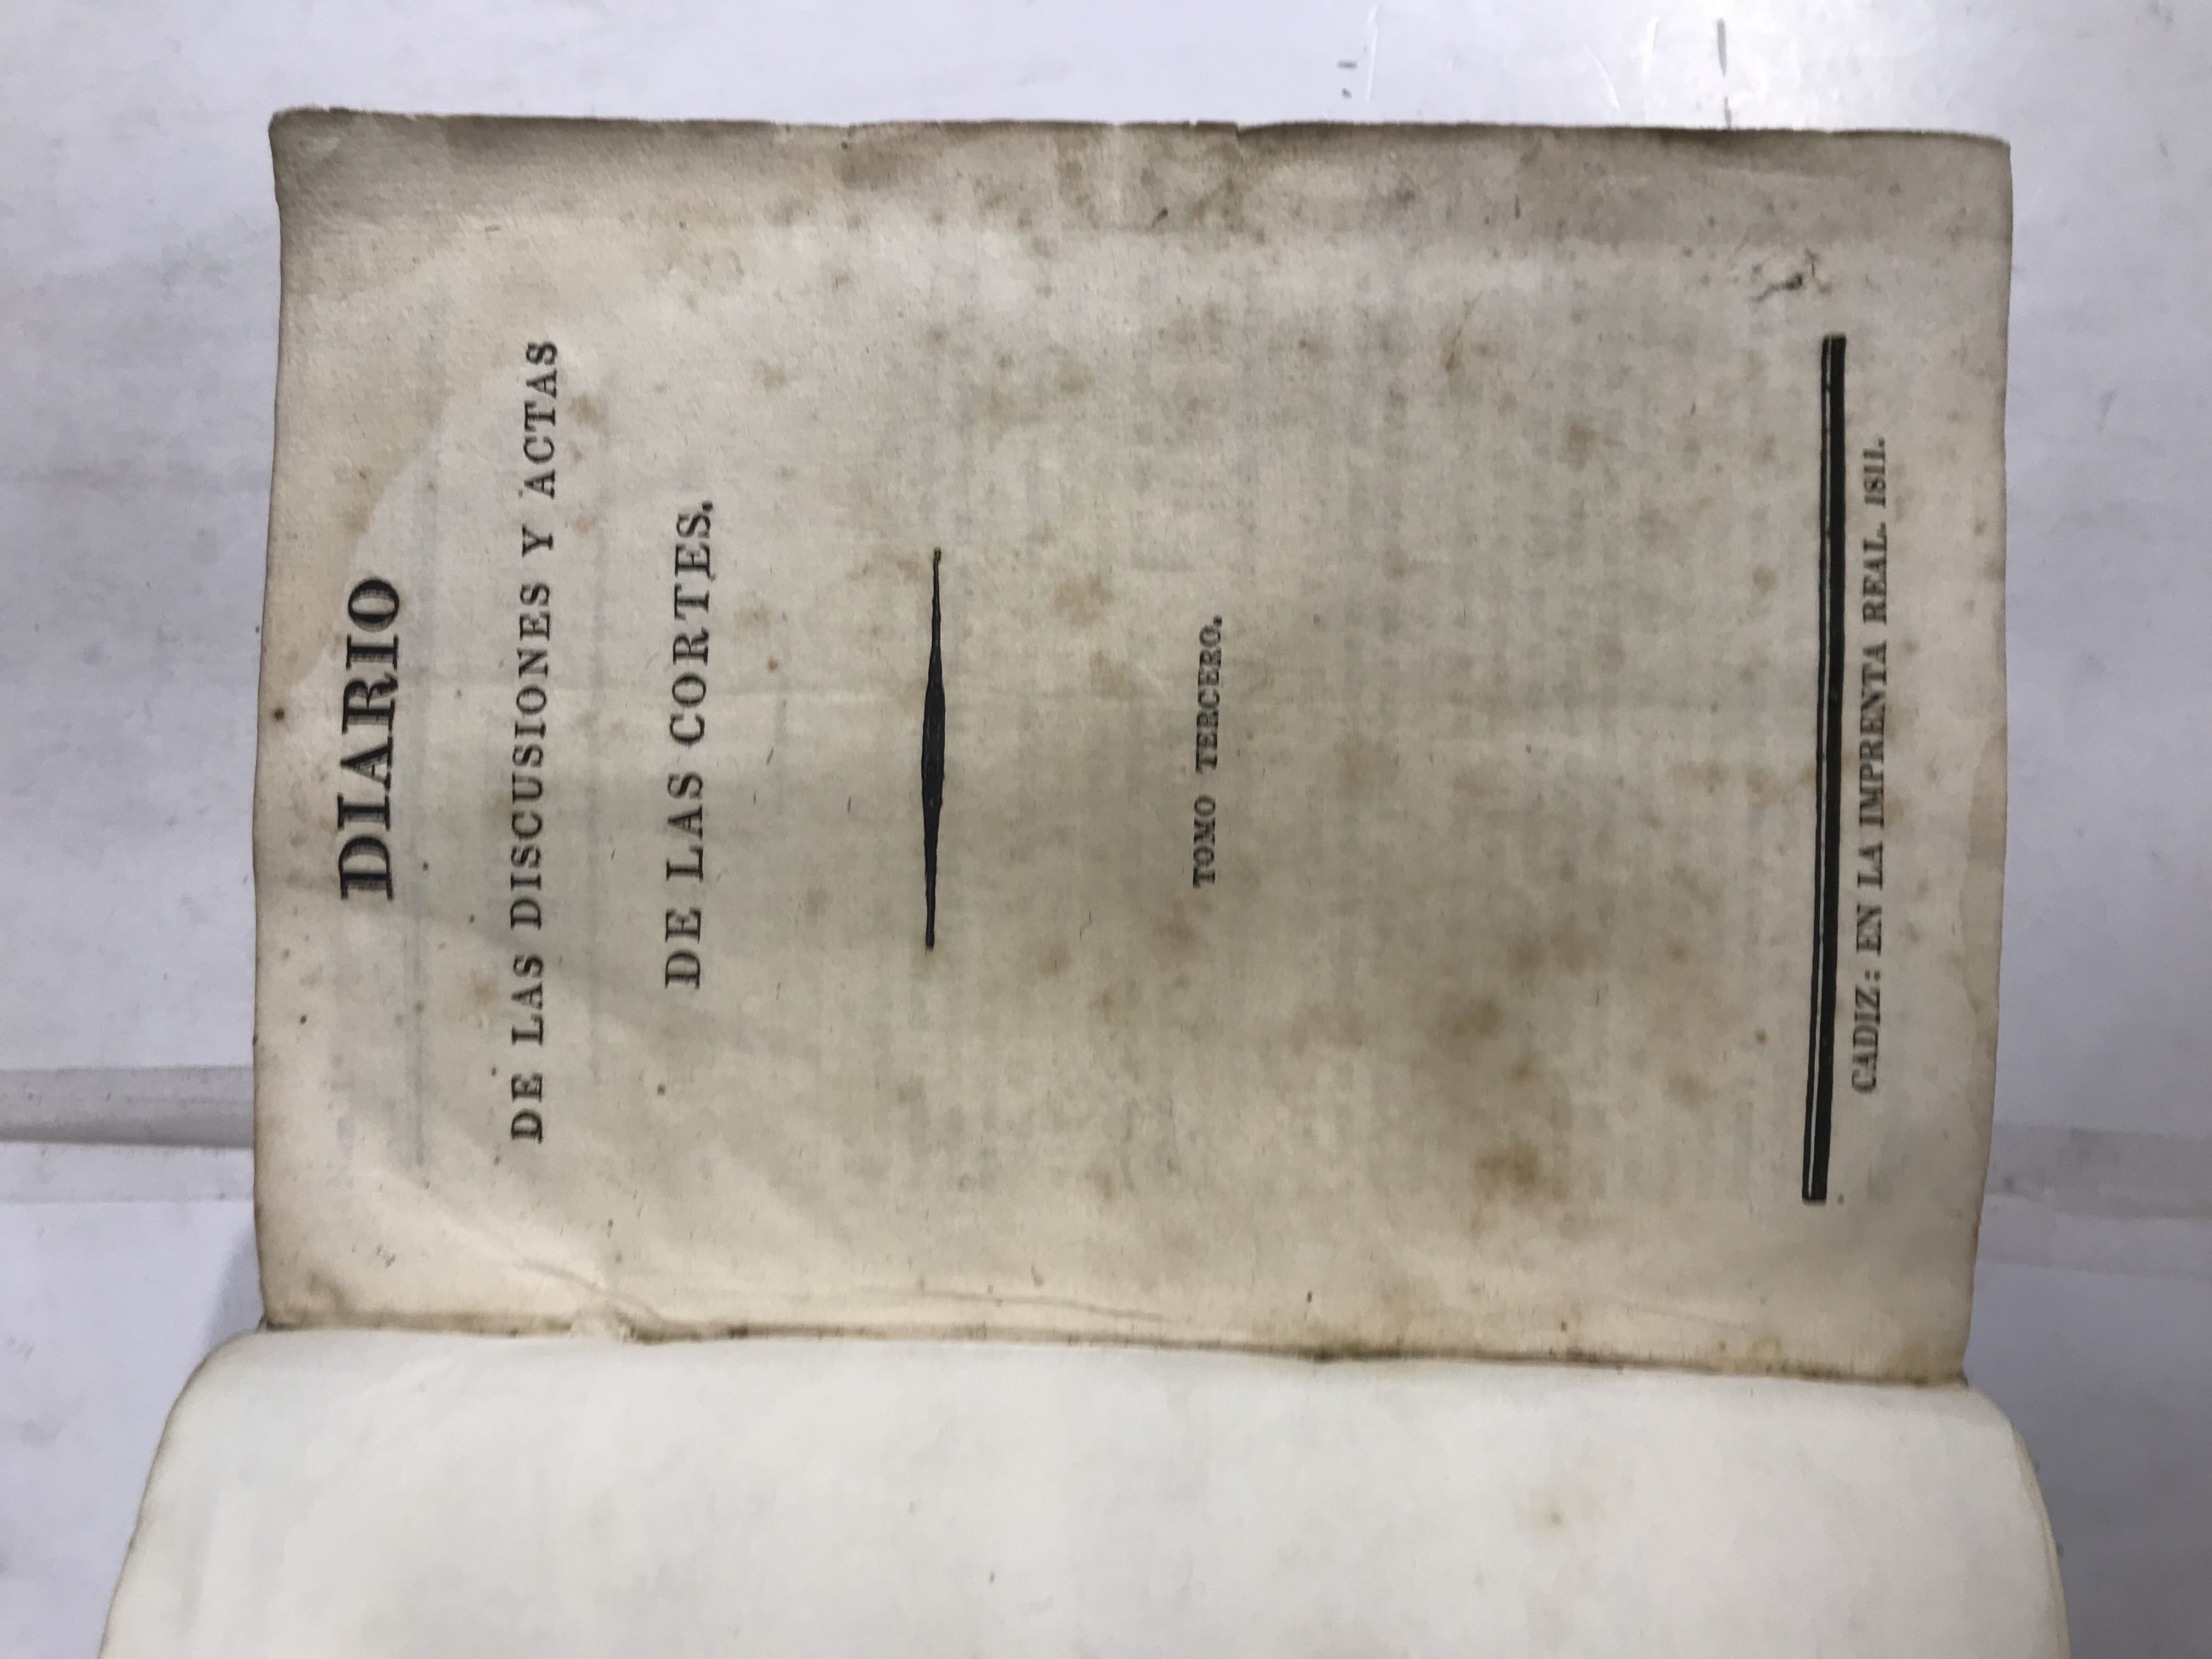 DIARIO
DE LAS DISCUSIONES Y ACTAS
DE LAS CORTES.
TOMO TERCERO.
CADIZ: EN LA IMPRENTA REAL. 1811.